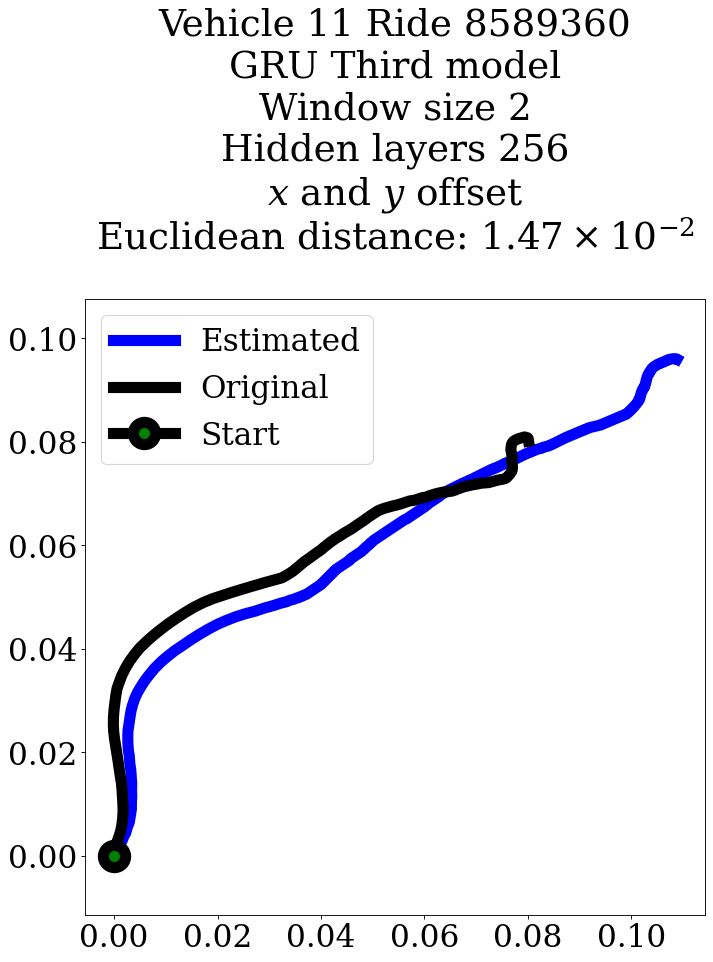 Vehicle 11 Ride 8589360
GRU Third model
Window size 2
Hidden layers 256
x and y offset
Euclidean distance: 1.47 × 10⁻²
Estimated
Original
Start
0.10
0.08
0.06
0.04
0.02
0.00
0.00 0.02 0.04 0.06 0.08 0.10